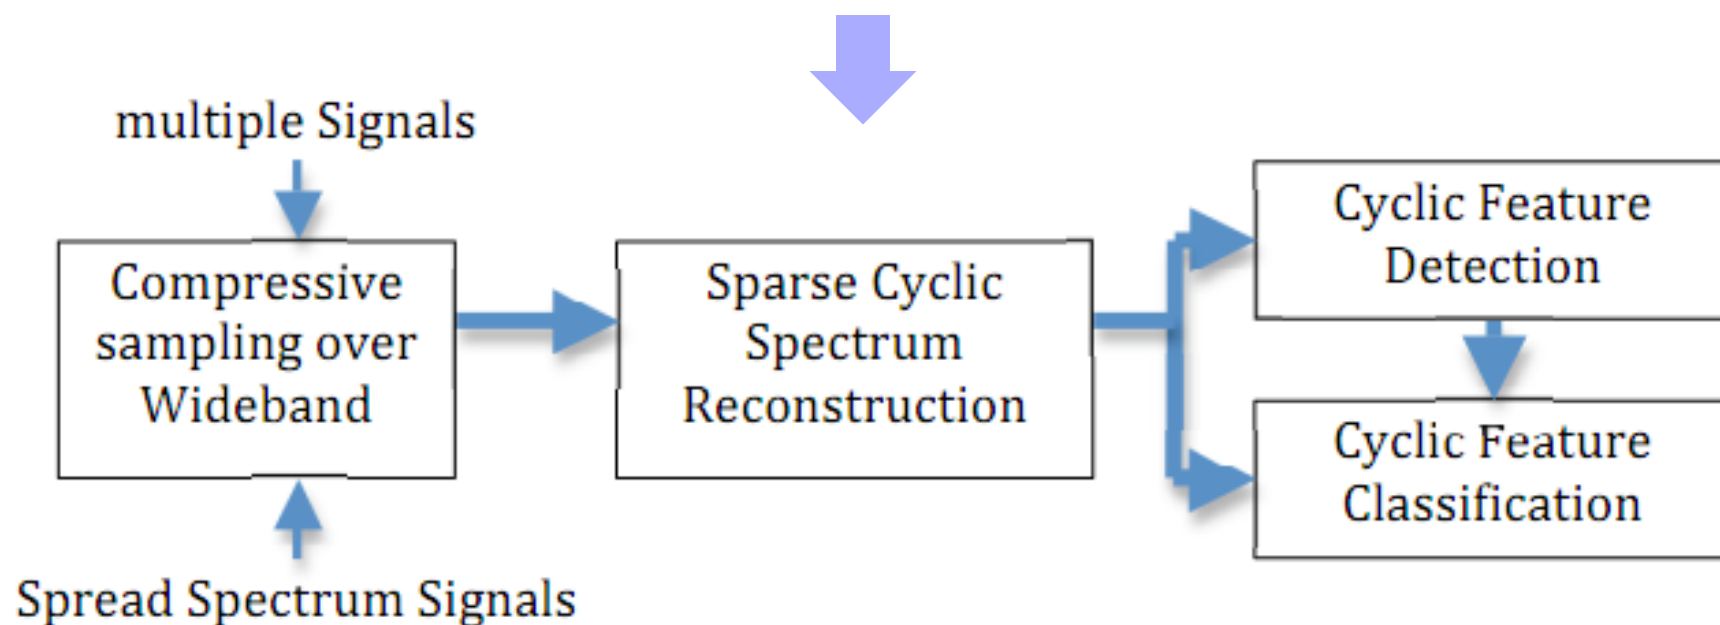 multiple Signals
Compressive
sampling over
Wideband
Spread Spectrum Signals
Sparse Cyclic
Spectrum
Reconstruction
Cyclic Feature
Detection
Cyclic Feature
Classification